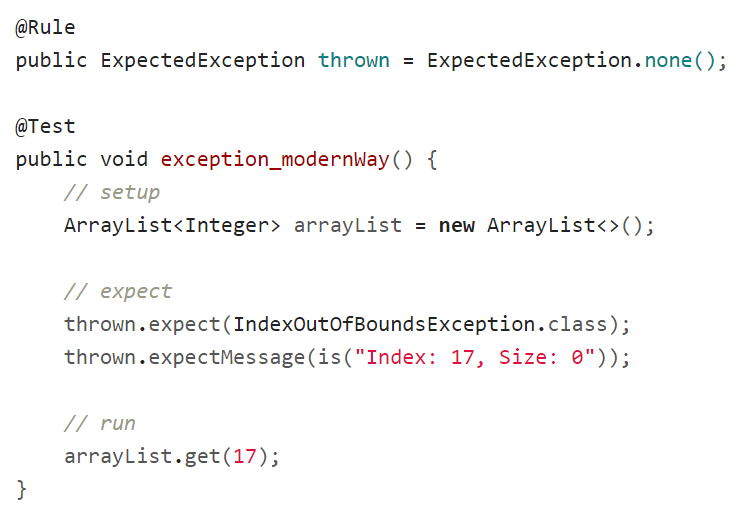 @Rule
public ExpectedException thrown = ExpectedException.none();
@Test
public void exception_modernWay() {
    // setup
    ArrayList<Integer> arrayList = new ArrayList<>();
    // expect
    thrown.expect(IndexOutOfBoundsException.class);
    thrown.expectMessage(is("Index: 17, Size: 0"));
    // run
    arrayList.get(17);
}